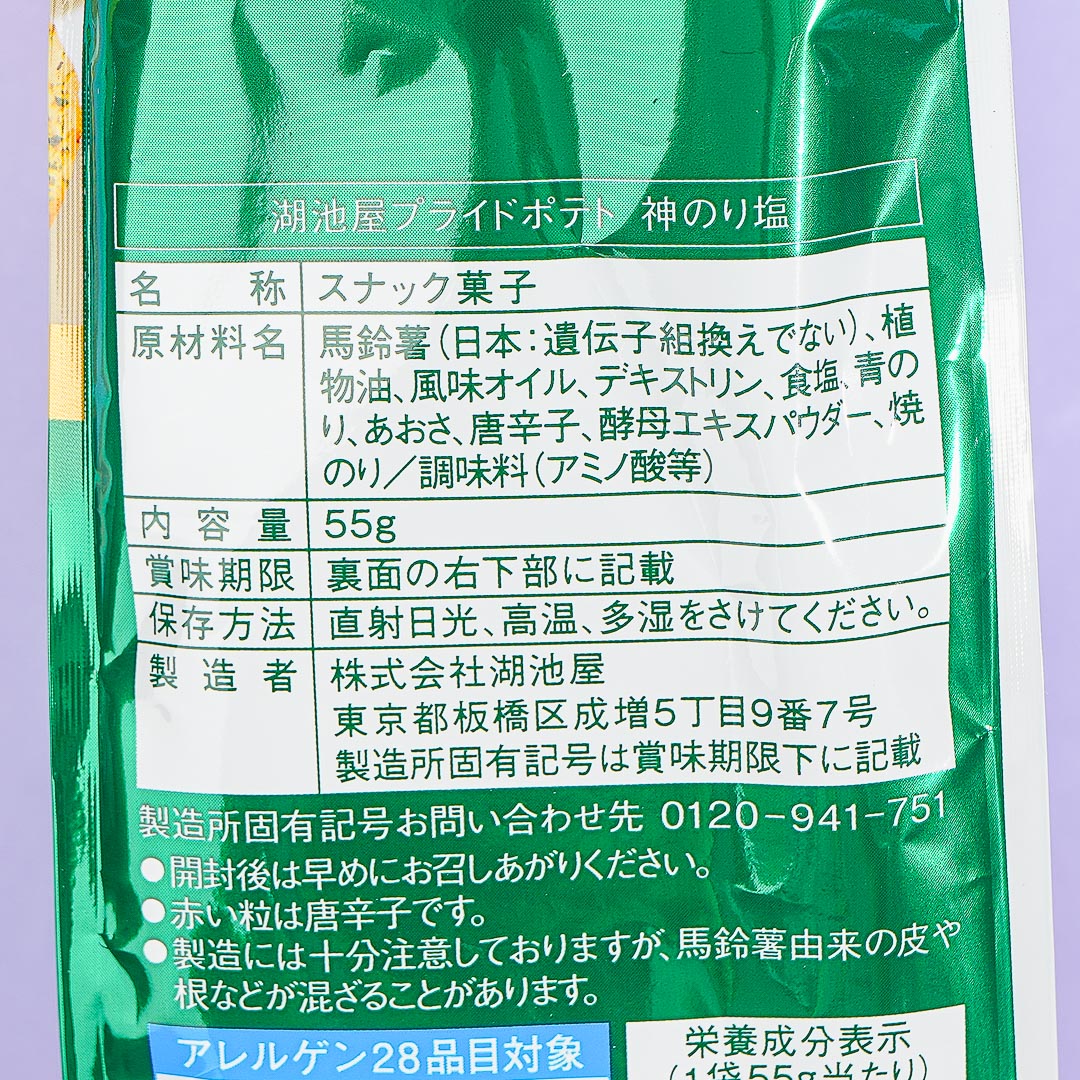 湖池屋プライドポテト 神のり塩
名称 スナック菓子
原材料名 馬鈴薯(日本:遺伝子組換えでない)、植
物油、風味オイル、デキストリン、食塩、青の
り、あおさ、唐辛子、酵母エキスパウダー、焼
のり/調味料(アミノ酸等)
内容量 55g
賞味期限 裏面の右下部に記載
保存方法 直射日光、高温、多湿をさけてください。
製造者 株式会社湖池屋
東京都板橋区成増5丁目9番7号
製造所固有記号は賞味期限下に記載
製造所固有記号お問い合わせ先 0120-941-751
●開封後は早めにお召しあがりください。
●赤い粒は唐辛子です。
●製造には十分注意しておりますが、馬鈴薯由来の皮や
根などが混ざることがあります。
アレルゲン28品目対象
栄養成分表示
(1袋55g当たり)